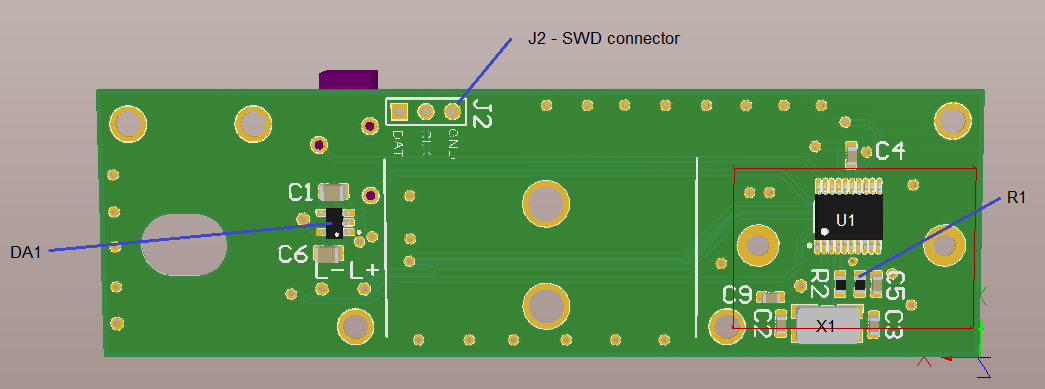 J2 - SWD connector
J2
DAT
CLK
GND
C4
C1
R1
U1
DA1
C6
L- L+
R2
C5
C9
C2
X1
C3